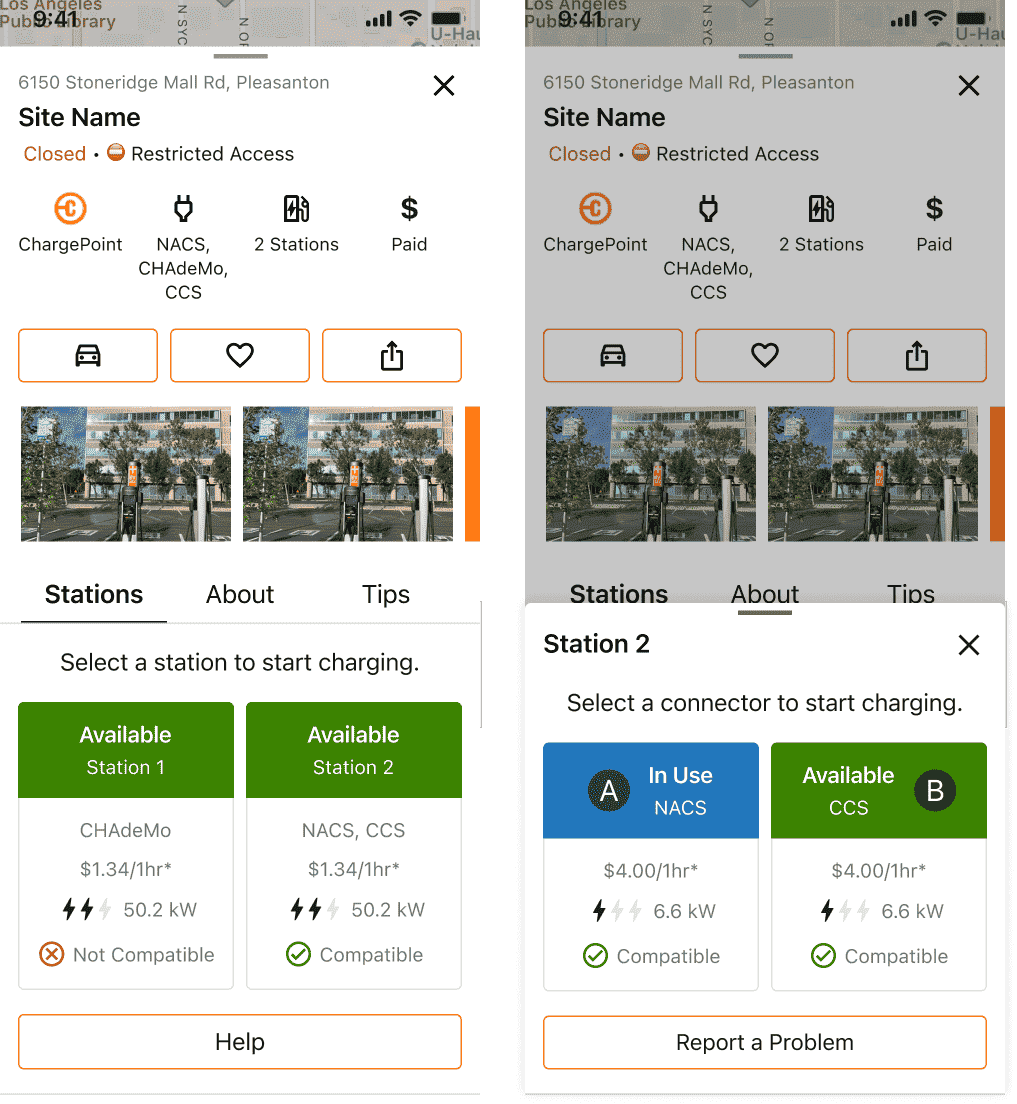 Los Angeles
Public Library
9:41
N SYC
N OR
U-Hau
6150 Stoneridge Mall Rd, Pleasanton
Site Name
Closed • Restricted Access
ChargePoint
NACS,
CHAdeMo,
CCS
2 Stations
$
Paid
Stations
About
Tips
Select a station to start charging.
Available
Station 1
CHAdeMo
$1.34/1hr*
50.2 kW
Not Compatible
Available
Station 2
NACS, CCS
$1.34/1hr*
50.2 kW
Compatible
Help
Los Angeles
Public Library
9:41
N SYC
N OR
U-Hau
6150 Stoneridge Mall Rd, Pleasanton
Site Name
Closed • Restricted Access
ChargePoint
NACS,
CHAdeMo,
CCS
2 Stations
$
Paid
Stations
About
Tips
Station 2
Select a connector to start charging.
A
In Use
NACS
$4.00/1hr*
6.6 kW
Compatible
Available
CCS
B
$4.00/1hr*
6.6 kW
Compatible
Report a Problem